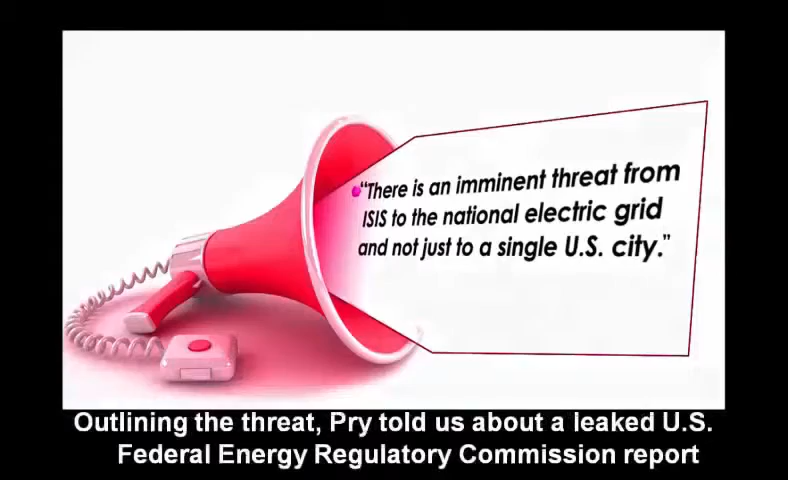 “There is an imminent threat from
ISIS to the national electric grid
and not just to a single U.S. city.”
Outlining the threat, Pry told us about a leaked U.S.
Federal Energy Regulatory Commission report